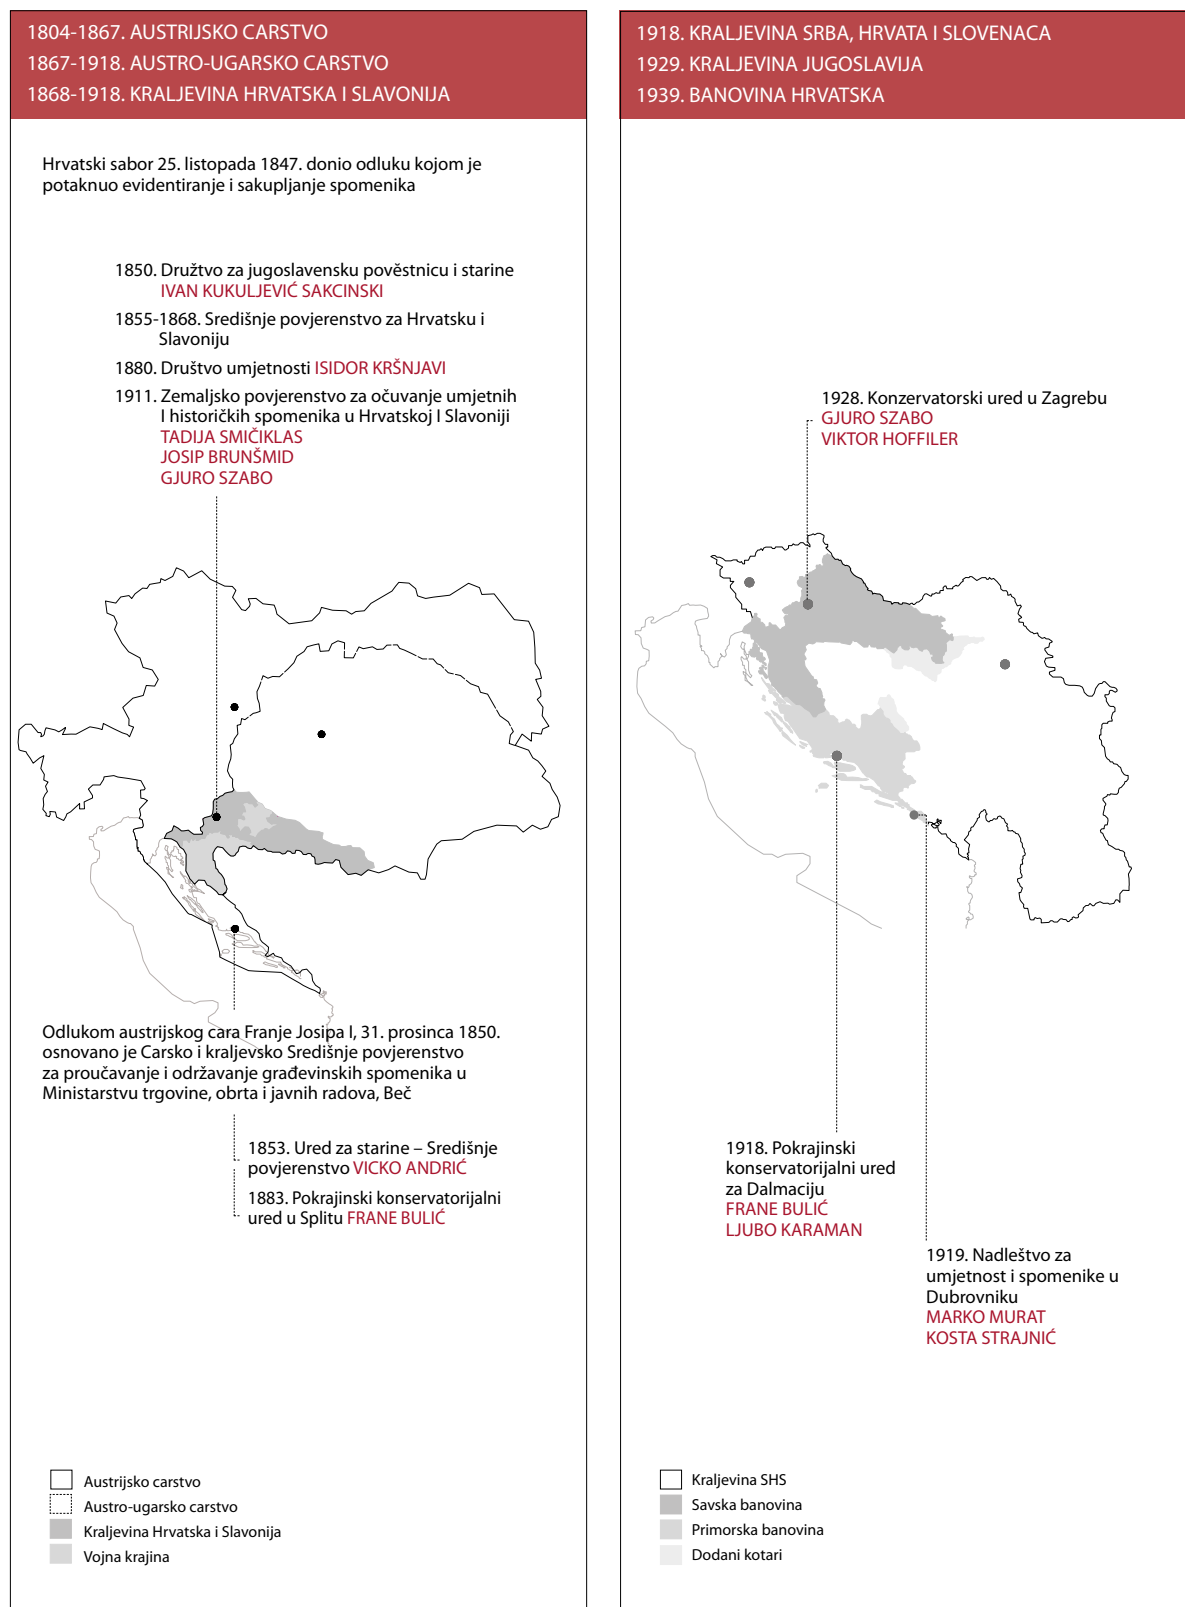 1804-1867. AUSTRIJSKO CARSTVO
1867-1918. AUSTRO-UGARSKO CARSTVO
1868-1918. KRALJEVINA HRVATSKA I SLAVONIJA
Hrvatski sabor 25. listopada 1847. donio odluku kojom je
potaknuo evidentiranje i sakupljanje spomenika
1850. Družtvo za jugoslavensku pověstnicu i starine
IVAN KUKULJEVIĆ SAKCINSKI
1855-1868. Središnje povjerenstvo za Hrvatsku i
Slavoniju
1880. Društvo umjetnosti ISIDOR KRŠNJAVI
1911. Zemaljsko povjerenstvo za očuvanje umjetnih
I historičkih spomenika u Hrvatskoj I Slavoniji
TADIJA SMIČIKLAS
JOSIP BRUNŠMID
GJURO SZABO
Odlukom austrijskog cara Franje Josipa I, 31. prosinca 1850.
osnovano je Carsko i kraljevsko Središnje povjerenstvo
za proučavanje i održavanje građevinskih spomenika u
Ministarstvu trgovine, obrta i javnih radova, Beč
1853. Ured za starine – Središnje
povjerenstvo VICKO ANDRIĆ
1883. Pokrajinski konservatorijalni
ured u Splitu FRANE BULIĆ
Austrijsko carstvo
Austro-ugarsko carstvo
Kraljevina Hrvatska i Slavonija
Vojna krajina
1918. KRALJEVINA SRBA, HRVATA I SLOVENACA
1929. KRALJEVINA JUGOSLAVIJA
1939. BANOVINA HRVATSKA
1928. Konzervatorski ured u Zagrebu
GJURO SZABO
VIKTOR HOFFILER
1918. Pokrajinski
konservatorijalni ured
za Dalmaciju
FRANE BULIĆ
LJUBO KARAMAN
1919. Nadleštvo za
umjetnost i spomenike u
Dubrovniku
MARKO MURAT
KOSTA STRAJNIĆ
Kraljevina SHS
Savska banovina
Primorska banovina
Dodani kotari